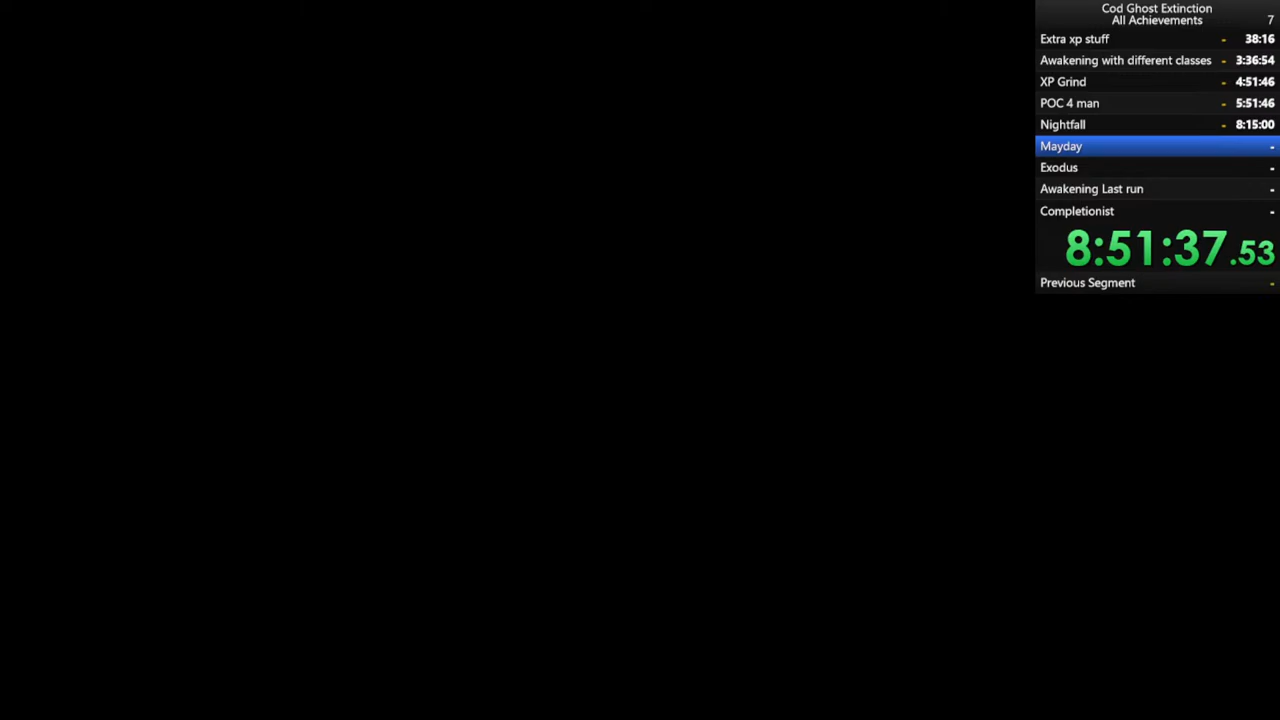 Cod Ghost Extinction
All Achievements 7
Extra xp stuff - 38:16
Awakening with different classes - 3:36:54
XP Grind - 4:51:46
POC 4 man - 5:51:46
Nightfall - 8:15:00
Mayday -
Exodus -
Awakening Last run -
Completionist -
8:51:37.53
Previous Segment -